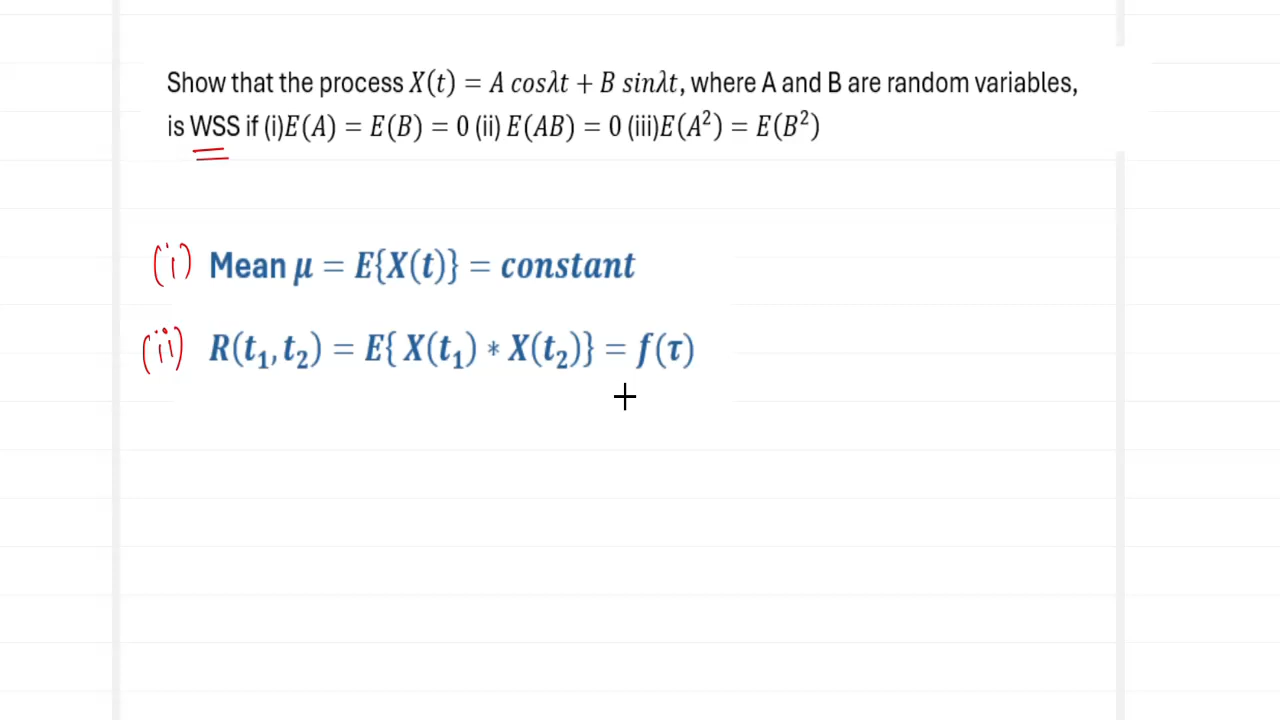 Show that the process X(t) = A cosλt + B sinλt, where A and B are random variables,
is WSS if (i)E(A) = E(B) = 0 (ii) E(AB) = 0 (iii)E(A²) = E(B²)
(i) Mean μ = E{X(t)} = constant
(ii) R(t₁, t₂) = E{ X(t₁) * X(t₂)} = f(τ)